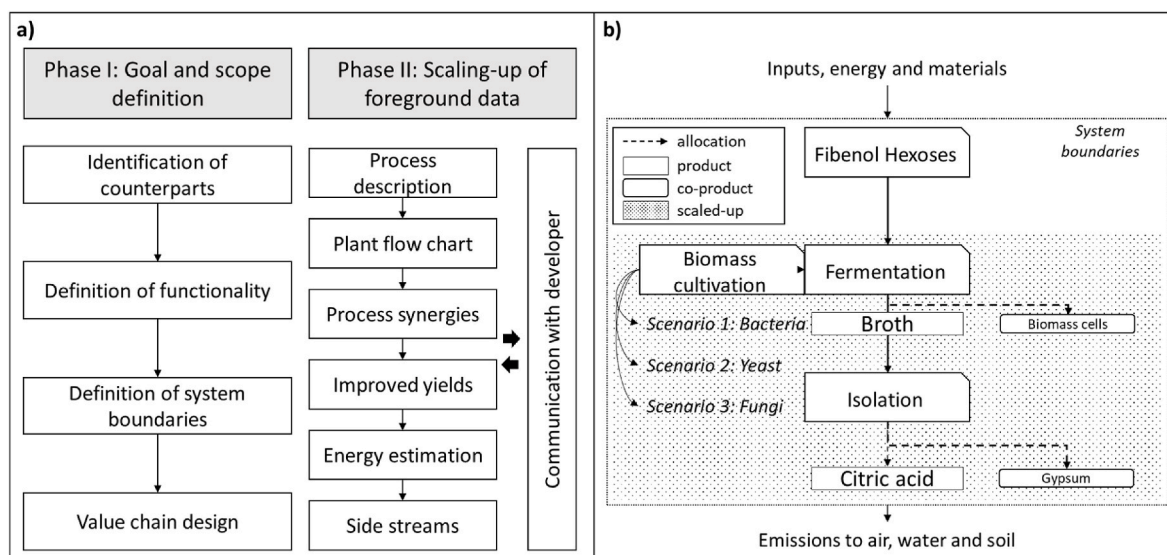 a)
Phase I: Goal and scope
definition
Phase II: Scaling-up of
foreground data
Identification of
counterparts
Definition of functionality
Definition of system
boundaries
Value chain design
Process
description
Plant flow chart
Process synergies
Improved yields
Energy estimation
Side streams
Communication with developer
b)
Inputs, energy and materials
System
boundaries
allocation
product
co-product
scaled-up
Fibenol Hexoses
Biomass
cultivation
Fermentation
Scenario 1: Bacteria
Broth
Biomass cells
Scenario 2: Yeast
Isolation
Scenario 3: Fungi
Citric acid
Gypsum
Emissions to air, water and soil